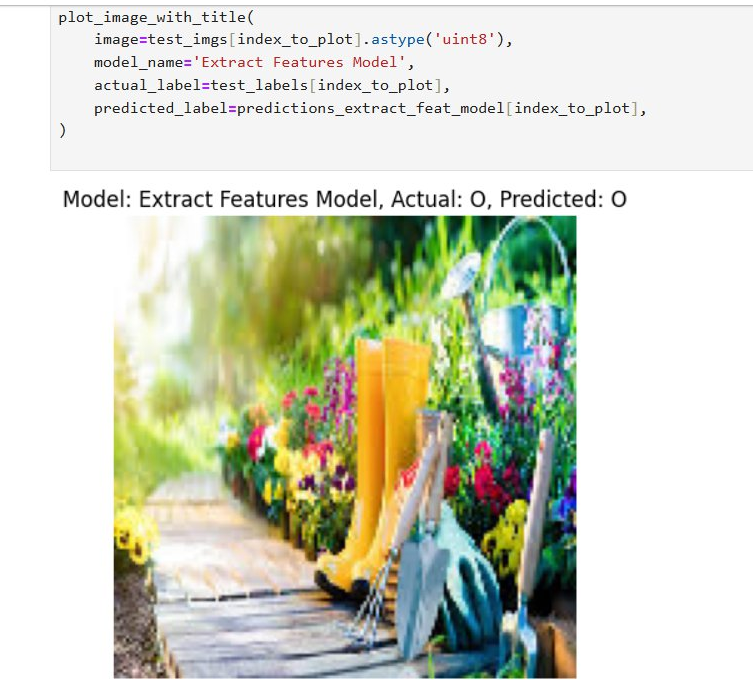 plot_image_with_title(
    image=test_imgs[index_to_plot].astype('uint8'),
    model_name='Extract Features Model',
    actual_label=test_labels[index_to_plot],
    predicted_label=predictions_extract_feat_model[index_to_plot],
)
Model: Extract Features Model, Actual: O, Predicted: O